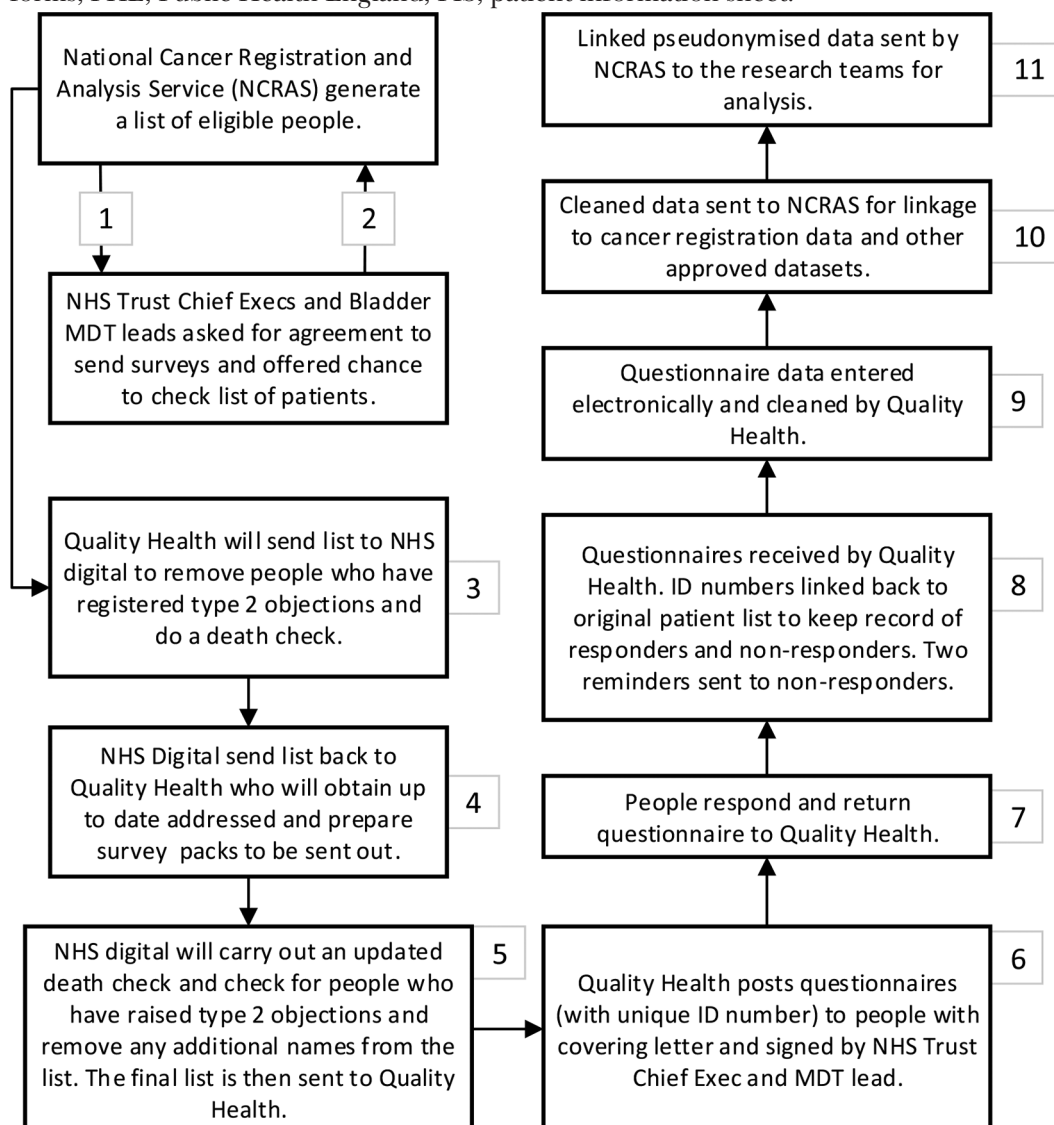 forms; PHE, Public Health England; PIS, patient information sheet.
National Cancer Registration and
Analysis Service (NCRAS) generate
a list of eligible people.
1
2
NHS Trust Chief Execs and Bladder
MDT leads asked for agreement to
send surveys and offered chance
to check list of patients.
Quality Health will send list to NHS
digital to remove people who have
registered type 2 objections and
do a death check.
3
NHS Digital send list back to
Quality Health who will obtain up
to date addressed and prepare
survey packs to be sent out.
4
NHS digital will carry out an updated
death check and check for people who
have raised type 2 objections and
remove any additional names from the
list. The final list is then sent to Quality
Health.
5
Quality Health posts questionnaires
(with unique ID number) to people with
covering letter and signed by NHS Trust
Chief Exec and MDT lead.
6
People respond and return
questionnaire to Quality Health.
7
Questionnaires received by Quality
Health. ID numbers linked back to
original patient list to keep record of
responders and non-responders. Two
reminders sent to non-responders.
8
Questionnaire data entered
electronically and cleaned by Quality
Health.
9
Cleaned data sent to NCRAS for linkage
to cancer registration data and other
approved datasets.
10
Linked pseudonymised data sent by
NCRAS to the research teams for
analysis.
11